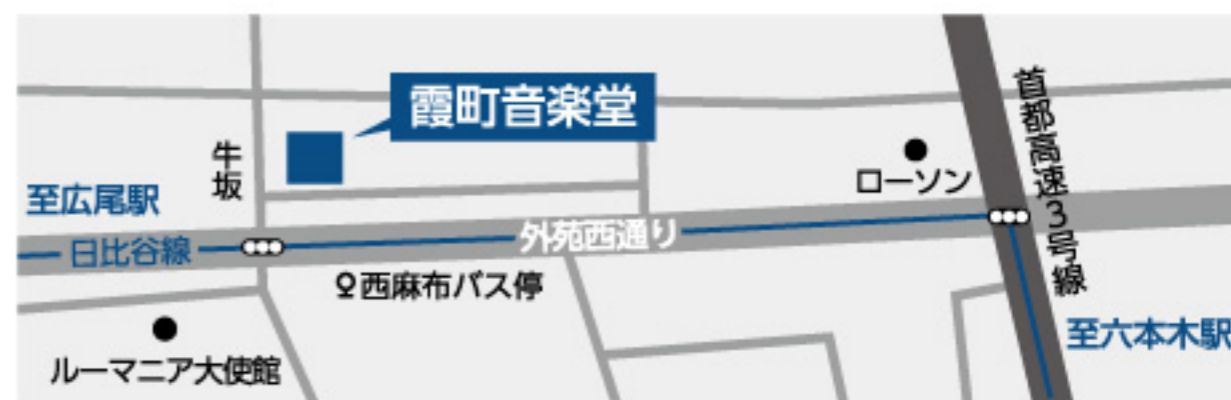 霞町音楽堂
首都高速3号線
牛坂
ローソン
至広尾駅
外苑西通り
日比谷線
西麻布バス停
至六本木駅
ルーマニア大使館